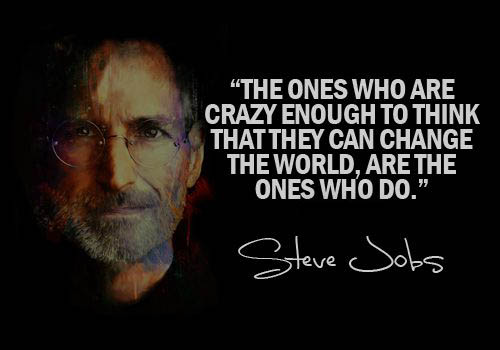 “THE ONES WHO ARE
CRAZY ENOUGH TO THINK
THAT THEY CAN CHANGE
THE WORLD, ARE THE
ONES WHO DO.”
Steve Jobs